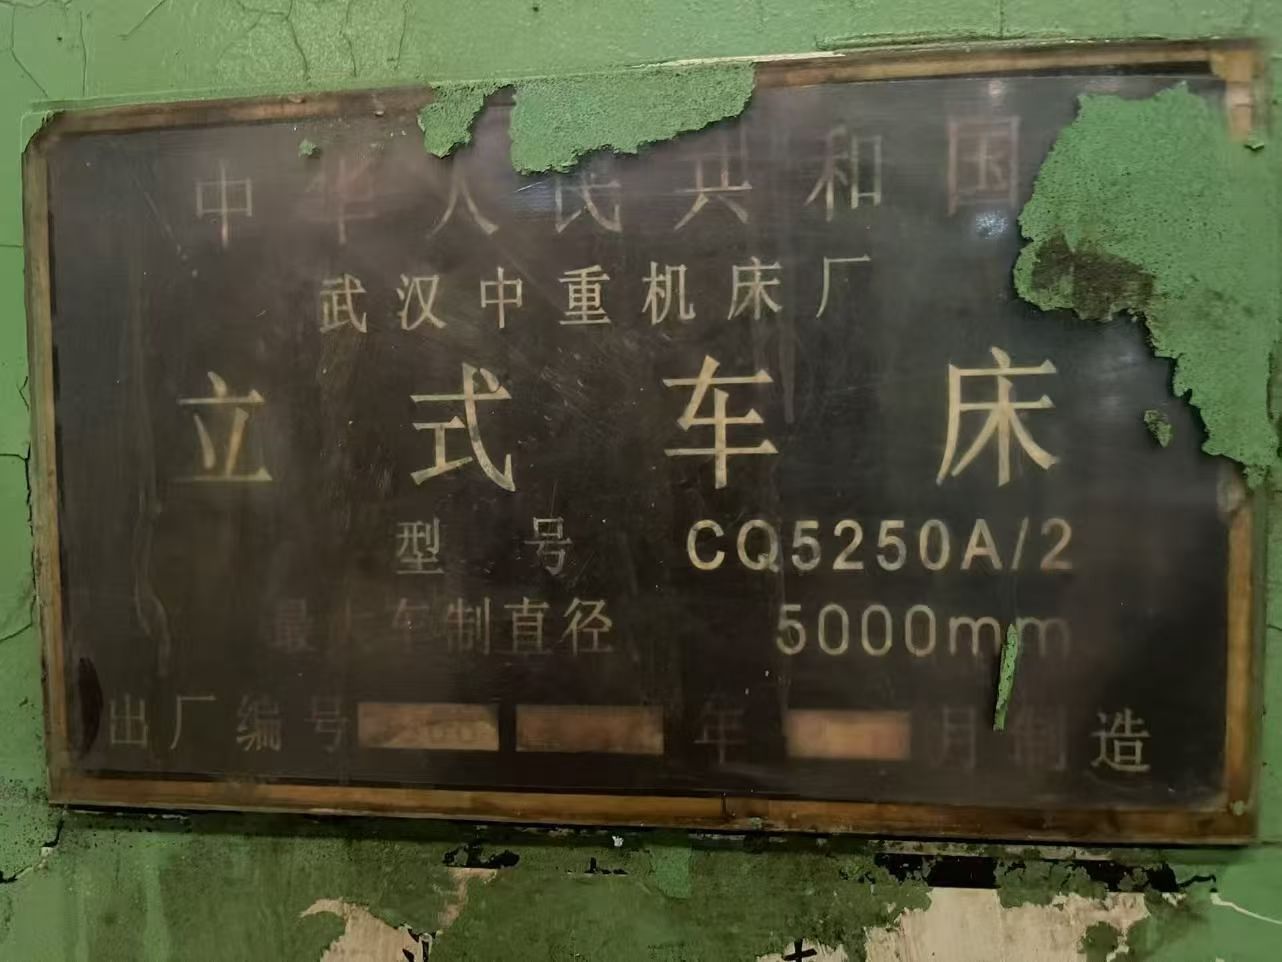 中华人民共和国
武汉中重机床厂
立式车床
型号 CQ5250A/2
最大车制直径 5000mm
出厂编号 年 月制造